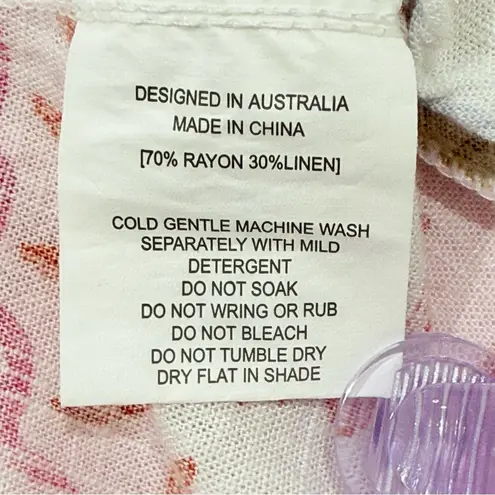 DESIGNED IN AUSTRALIA
MADE IN CHINA
[70% RAYON 30%LINEN]
COLD GENTLE MACHINE WASH
SEPARATELY WITH MILD
DETERGENT
DO NOT SOAK
DO NOT WRING OR RUB
DO NOT BLEACH
DO NOT TUMBLE DRY
DRY FLAT IN SHADE